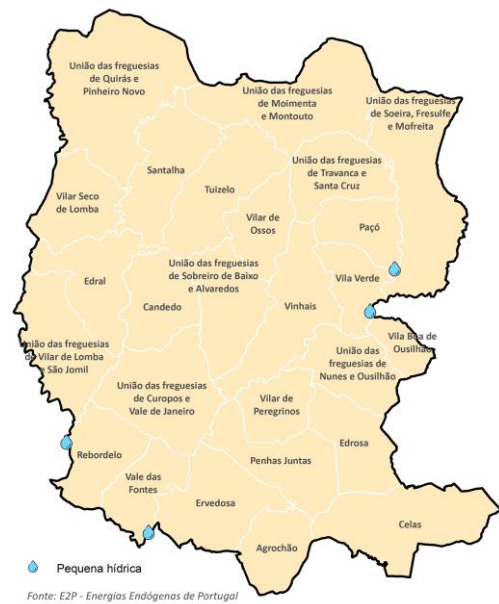 União das freguesias
de Quirás e
Pinheiro Novo
União das freguesias
de Moimenta
e Montouto
União das freguesias
de Soeira, Fresulfe
e Mofreita
Santalha
União das freguesias
de Travanca e
Santa Cruz
Tuizelo
Vilar Seco
de Lomba
Vilar de
Ossos
Paçó
União das freguesias
de Sobreiro de Baixo
e Alvaredos
Edral
Vila Verde
Candedo
Vinhais
União das freguesias
de Vilar de Lomba
e São Jomil
Vila Boa de
Ousilhão
União das
freguesias de
Nunes e Ousilhão
União das freguesias
de Curopos e
Vale de Janeiro
Vilar de
Peregrinos
Edrosa
Rebordelo
Penhas Juntas
Vale das
Fontes
Ervedosa
Celas
Agrochão
Pequena hídrica
Fonte: E2P - Energias Endógenas de Portugal